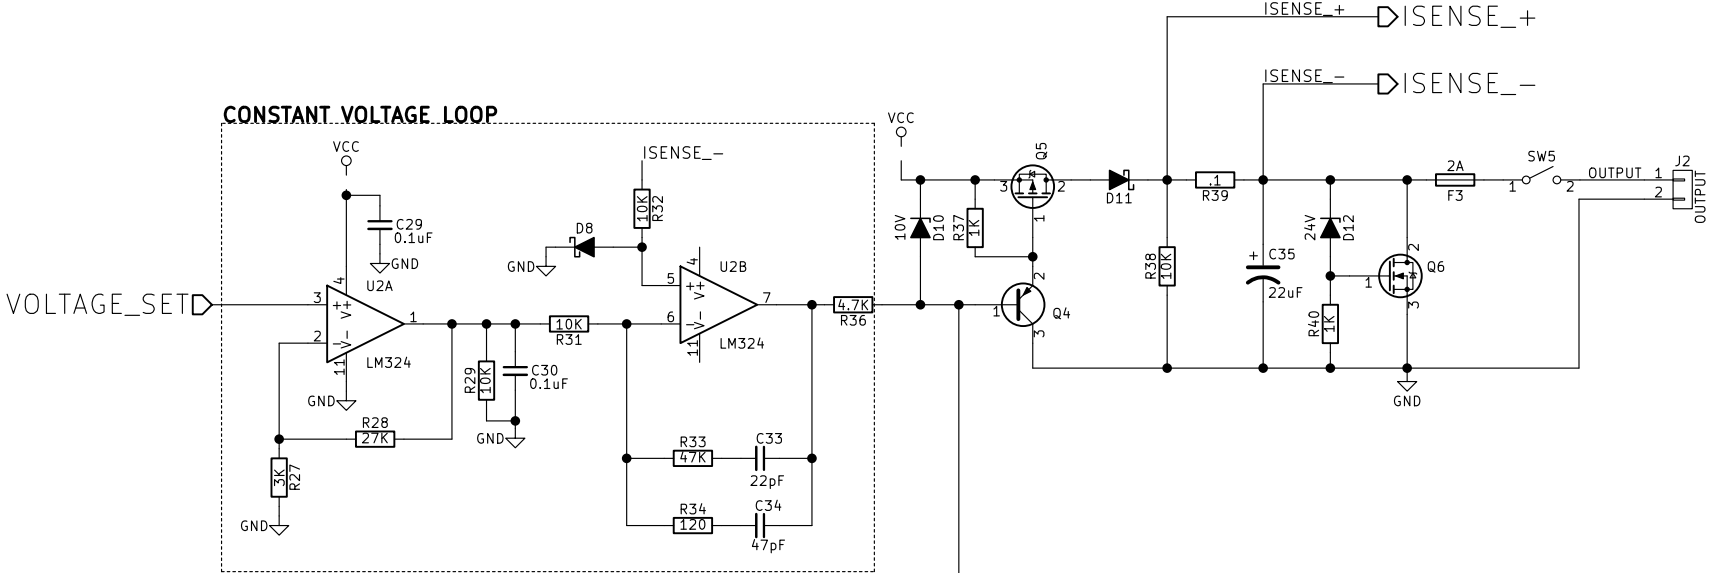 ISENSE_+
ISENSE_+
ISENSE_-
ISENSE_-
CONSTANT VOLTAGE LOOP
VCC
VCC
ISENSE_-
C29
0.1uF
GND
VOLTAGE_SET
3
2
4
11
1
++
V+
-
V-
U2A
LM324
GND
R28
27K
R27
3K
GND
R29
10K
C30
0.1uF
GND
10K
R31
10K
R32
D8
GND
5
6
4
11
7
++
V+
-
V-
U2B
LM324
R33
47K
C33
22pF
R34
120
C34
47pF
4.7K
R36
10V
D10
R37
1K
Q5
3
2
1
Q4
1
2
3
D11
.1
R39
R38
10K
+
C35
22uF
24V
D12
R40
1K
Q6
1
2
3
GND
2A
F3
SW5
1
2
OUTPUT
J2
1
2
OUTPUT